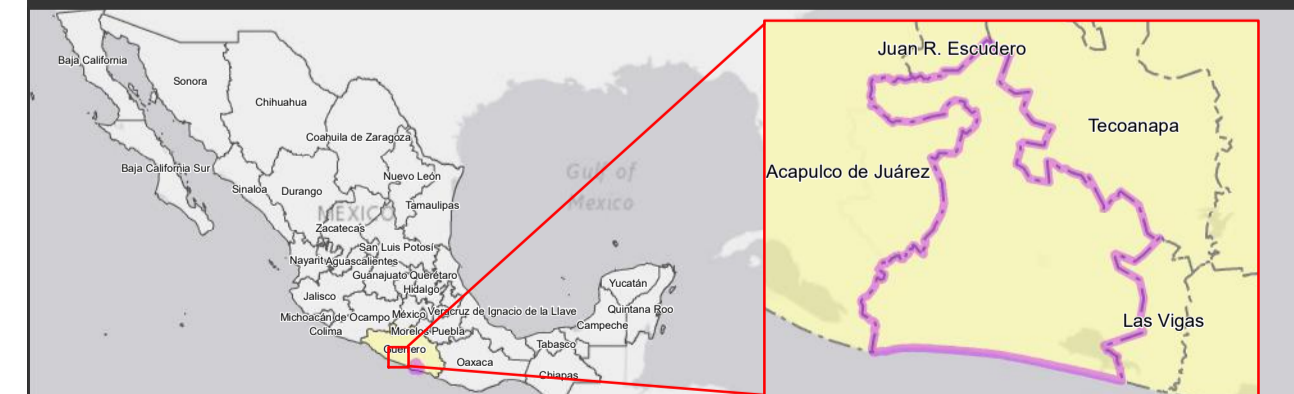 Baja California
Sonora
Chihuahua
Coahuila de Zaragoza
Baja California Sur
Sinaloa
Durango
Nuevo León
Gulf of
Mexico
MÉXICO
Tamaulipas
Zacatecas
San Luis Potosí
Nayarit
Aguascalientes
Guanajuato
Querétaro
Hidalgo
Jalisco
Michoacán de Ocampo
México
Veracruz de Ignacio de la Llave
Colima
Morelos
Puebla
Guerrero
Oaxaca
Tabasco
Chiapas
Campeche
Yucatán
Quintana Roo
Juan R. Escudero
Tecoanapa
Acapulco de Juárez
Las Vigas